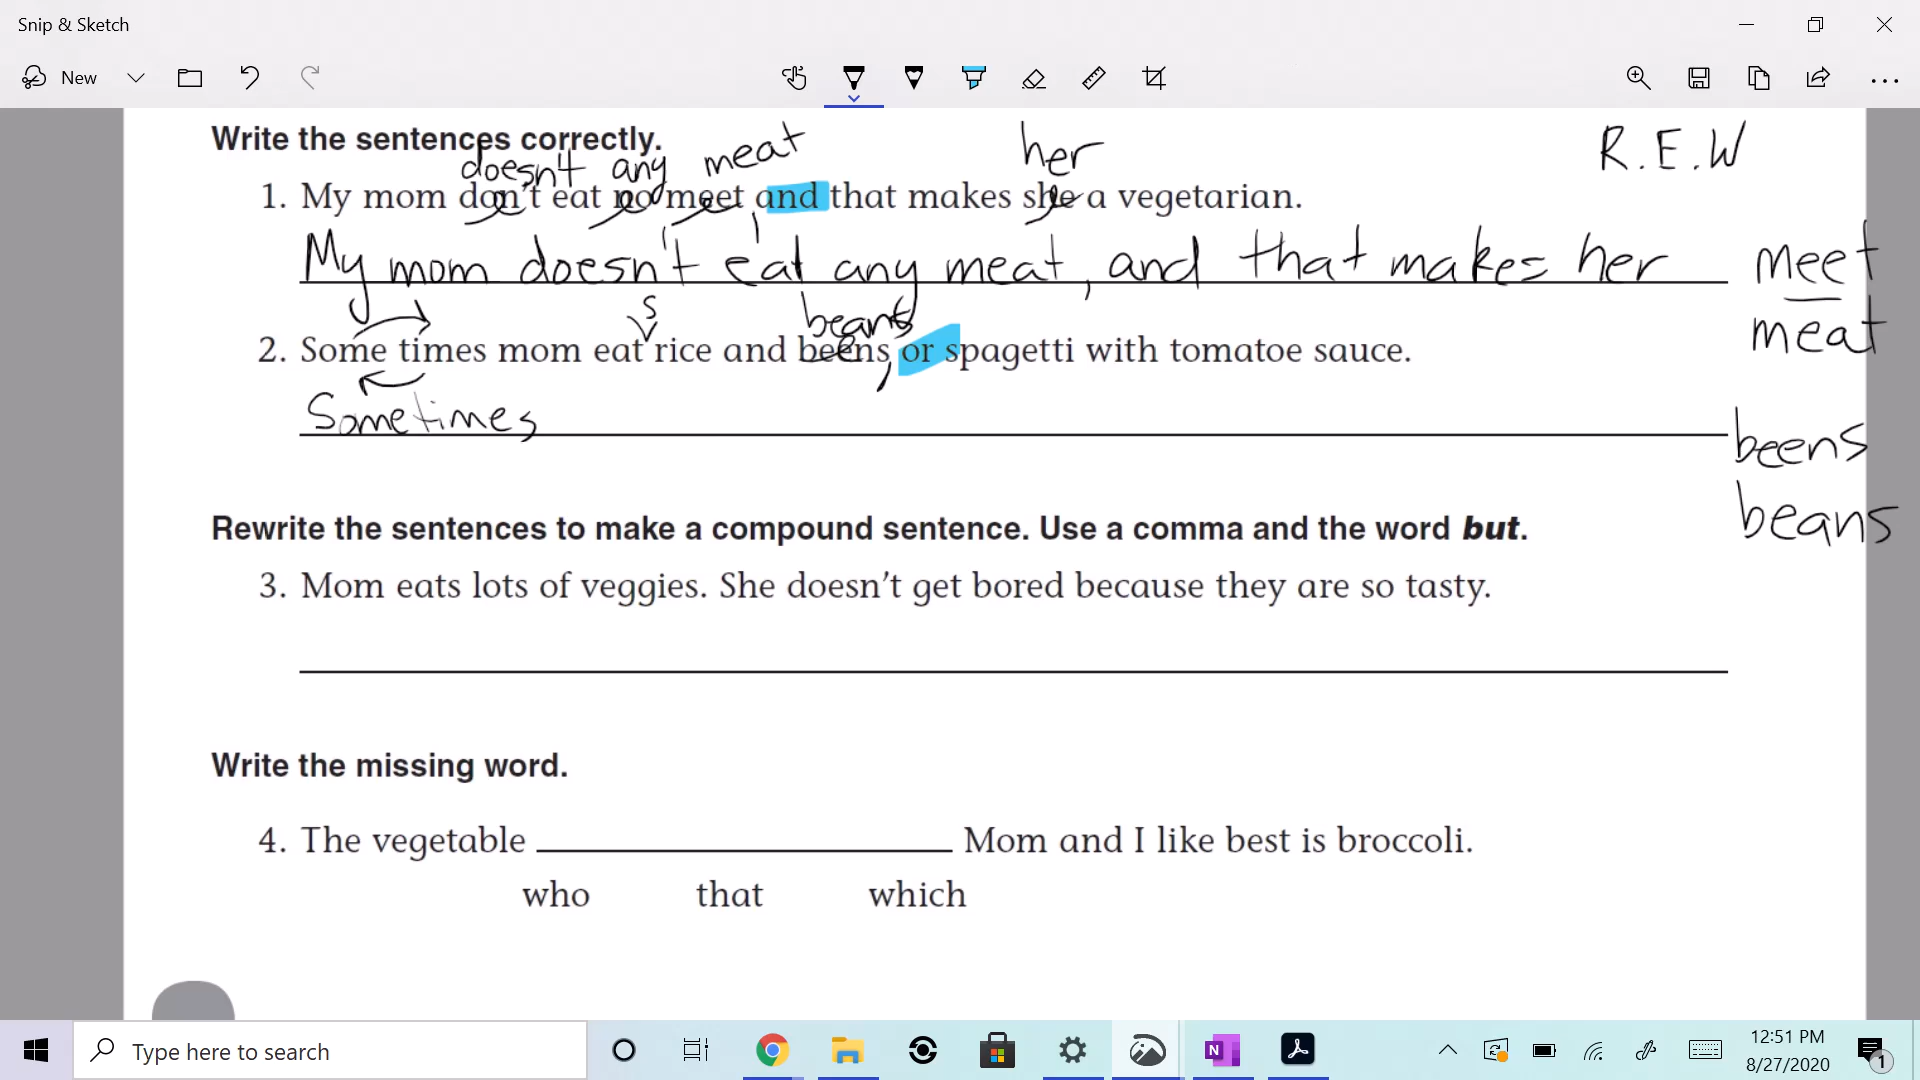 Snip & Sketch
New
Write the sentences correctly.
R.E.W
doesn't any meat her
1. My mom don't eat no meet and that makes she a vegetarian.
My mom doesn't eat any meat, and that makes her
meet
meat
s
beans
2. Some times mom eat rice and beens, or spagetti with tomatoe sauce.
Sometimes
beens
beans
Rewrite the sentences to make a compound sentence. Use a comma and the word but.
3. Mom eats lots of veggies. She doesn't get bored because they are so tasty.
Write the missing word.
4. The vegetable ____ Mom and I like best is broccoli.
who that which
Type here to search
N
12:51 PM
8/27/2020
1